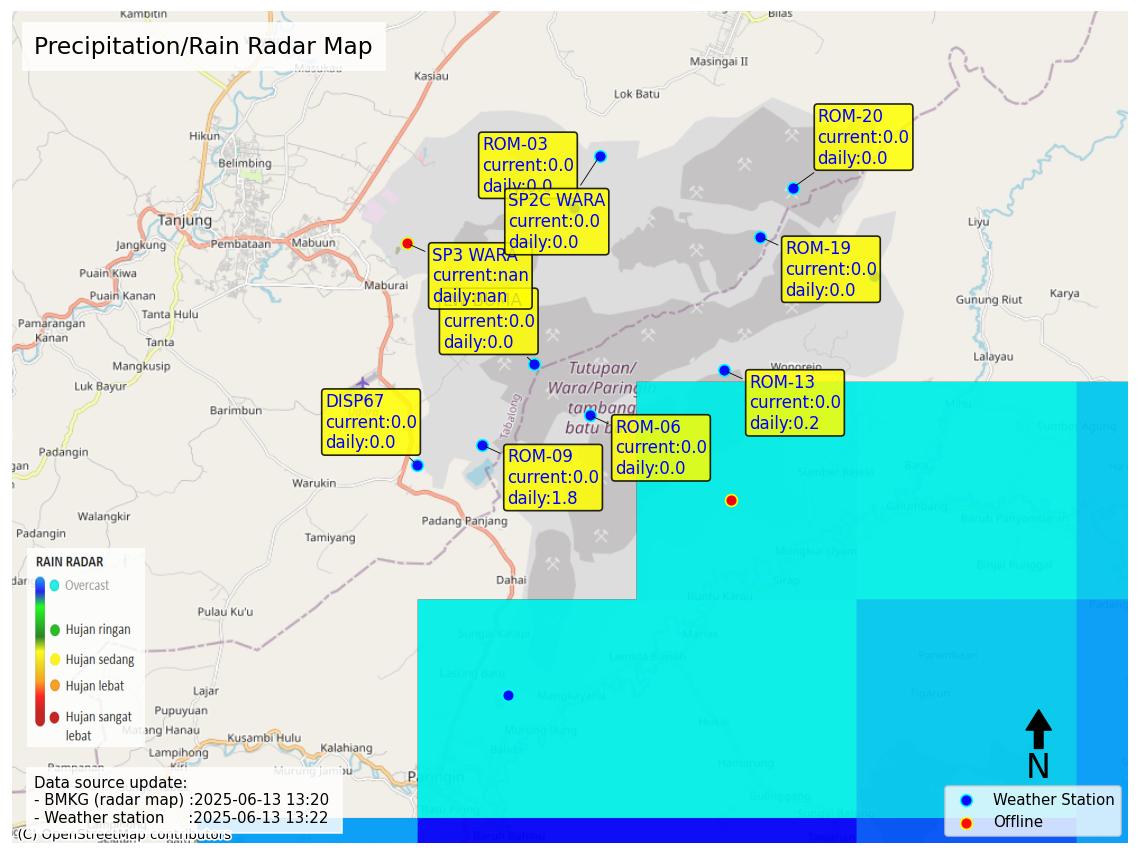 Precipitation/Rain Radar Map
Kambitin
Bilas
Masingai II
Kasiau
Masukau
Lok Batu
Hikun
Belimbing
ROM-03
current:0.0
daily:0.0
ROM-20
current:0.0
daily:0.0
SP2C WARA
current:0.0
daily:0.0
Tanjung
Jangkung
Pembataan
Mabuun
Liyu
SP3 WARA
current:nan
daily:nan
ROM-19
current:0.0
daily:0.0
Puain Kiwa
Puain Kanan
Maburai
Gunung Riut
Karya
Tanta Hulu
current:0.0
daily:0.0
Pamarangan
Kanan
Tanta
Mangkusip
Lalayau
Tutupan/
Wara/Paringin
tambang
batu b
Wonorejo
Luk Bayur
ROM-13
current:0.0
daily:0.2
DISP67
current:0.0
daily:0.0
Tabalong
Barimbun
ROM-06
current:0.0
daily:0.0
Padangin
ROM-09
current:0.0
daily:1.8
Warukin
Walangkir
Padangin
Padang Panjang
Tamiyang
Dahai
RAIN RADAR
Overcast
Hujan ringan
Hujan sedang
Hujan lebat
Hujan sangat
lebat
Pulau Ku'u
Lajar
Pupuyuan
Matang Hanau
Lampihong
Kusambi Hulu
Kalahiang
Murung Jambu
Paringin
Data source update:
- BMKG (radar map) :2025-06-13 13:20
- Weather station :2025-06-13 13:22
(C) OpenStreetMap contributors
N
Weather Station
Offline